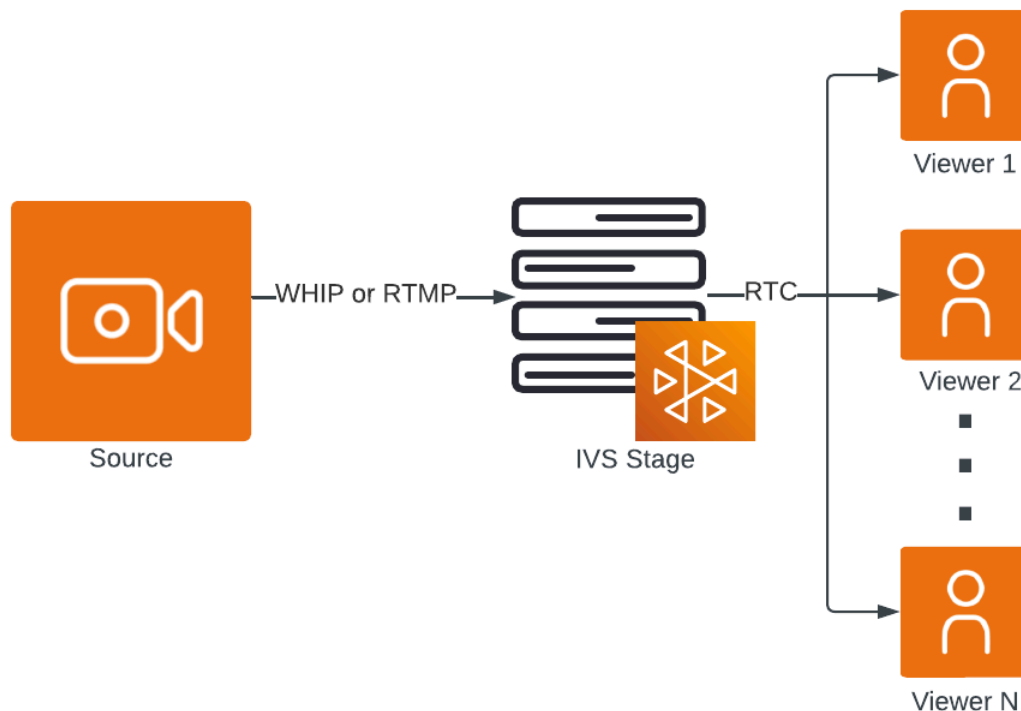 Viewer 1
WHIP or RTMP
RTC
Viewer 2
Source
IVS Stage
Viewer N